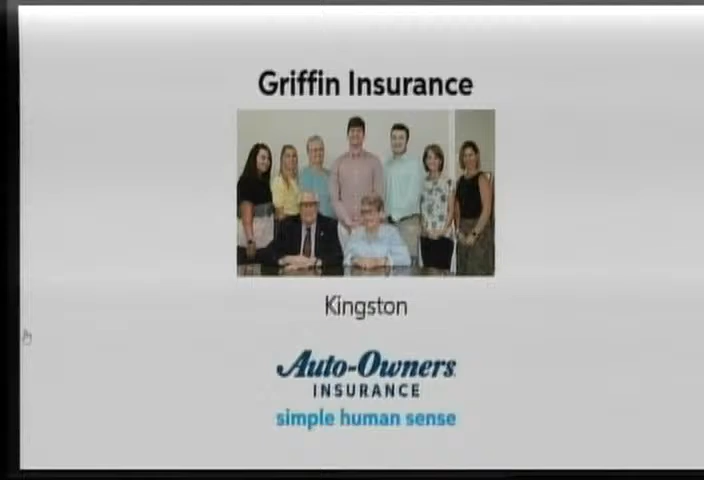 Griffin Insurance
Kingston
Auto-Owners
INSURANCE
simple human sense